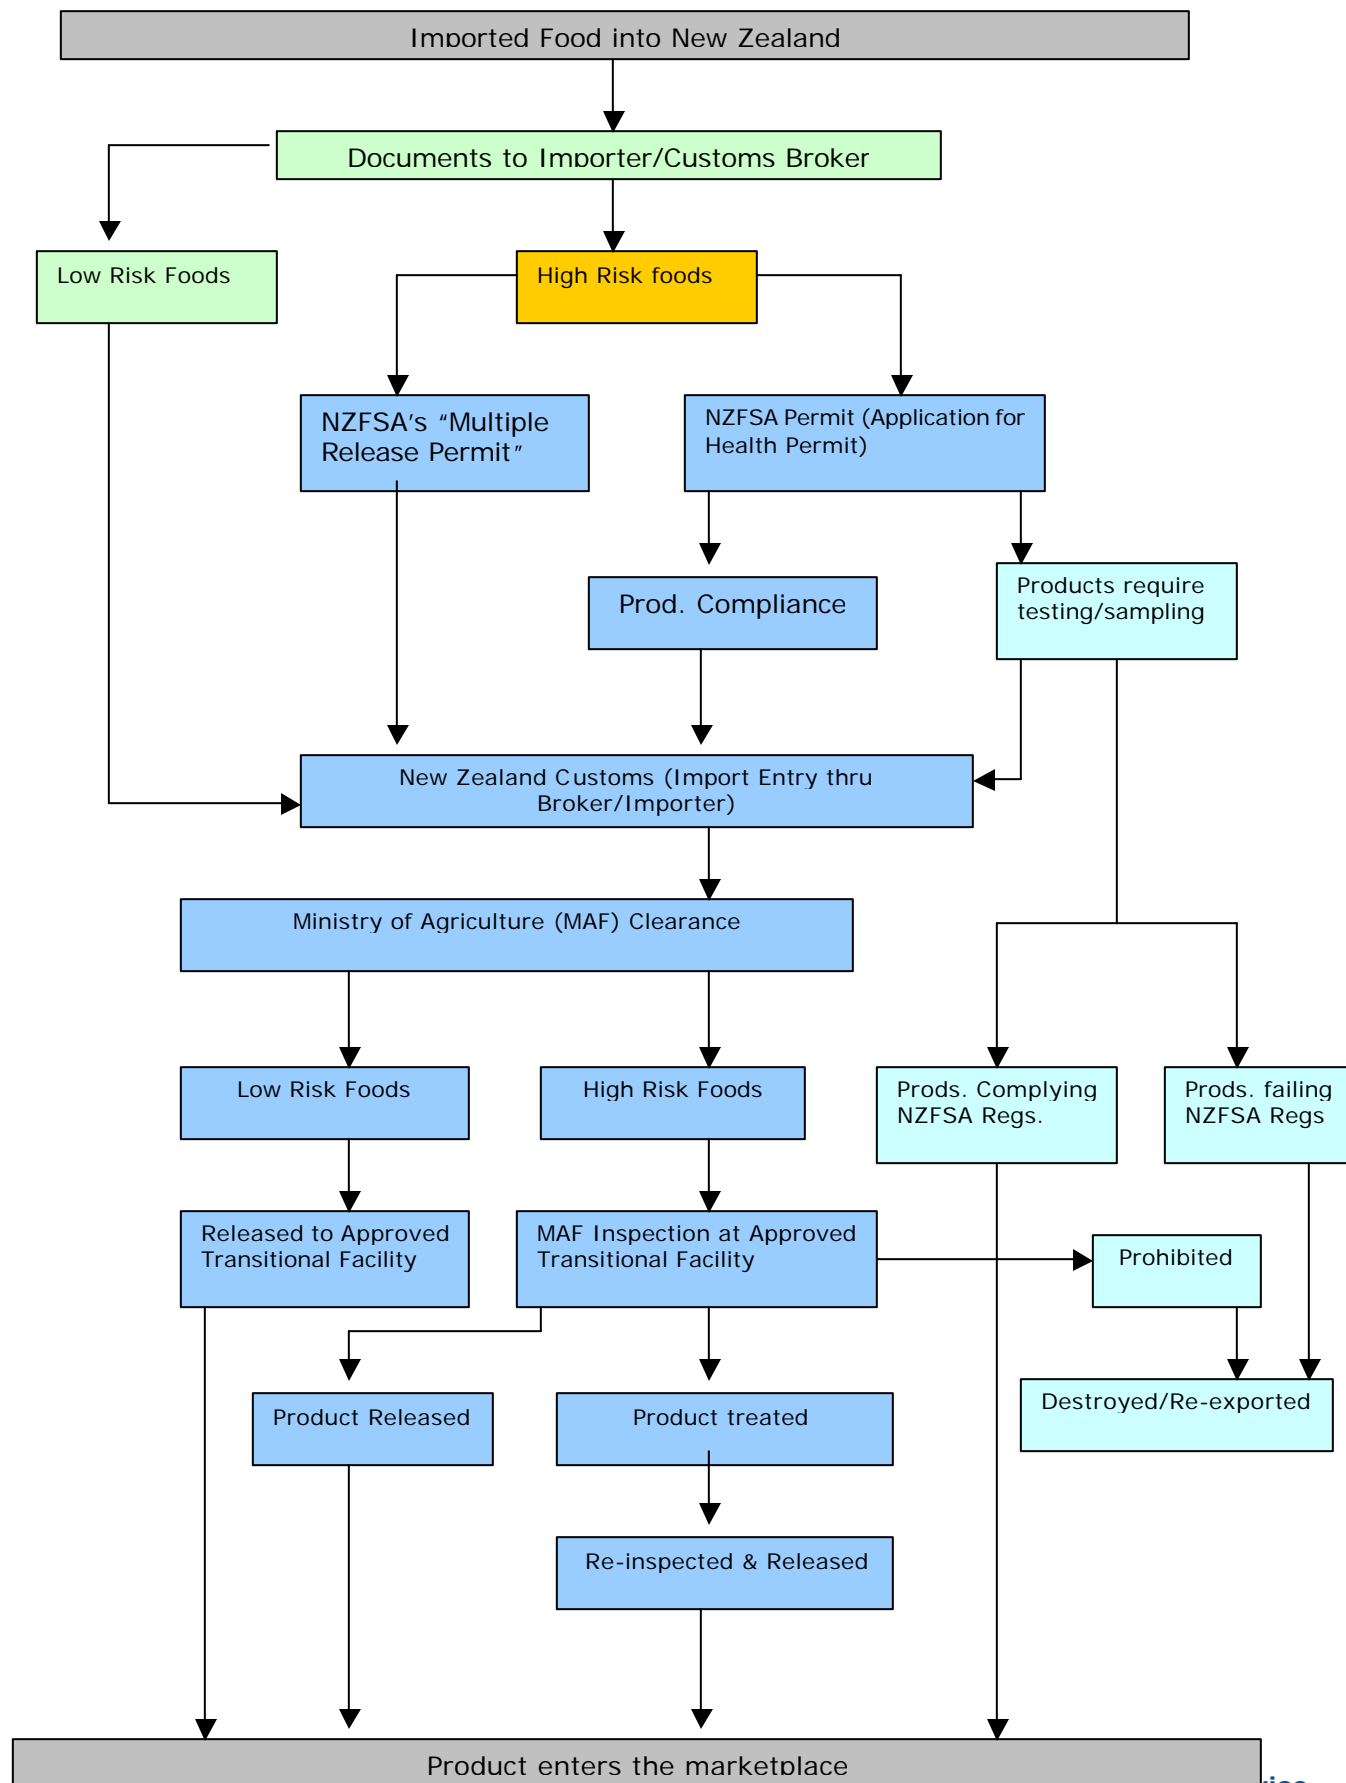 Imported Food into New Zealand
Documents to Importer/Customs Broker
Low Risk Foods
High Risk foods
NZFSA's "Multiple
Release Permit"
NZFSA Permit (Application for
Health Permit)
Prod. Compliance
Products require
testing/sampling
New Zealand Customs (Import Entry thru
Broker/Importer)
Ministry of Agriculture (MAF) Clearance
Low Risk Foods
High Risk Foods
Prods. Complying
NZFSA Regs.
Prods. failing
NZFSA Regs
Released to Approved
Transitional Facility
MAF Inspection at Approved
Transitional Facility
Prohibited
Product Released
Product treated
Destroyed/Re-exported
Re-inspected & Released
Product enters the marketplace